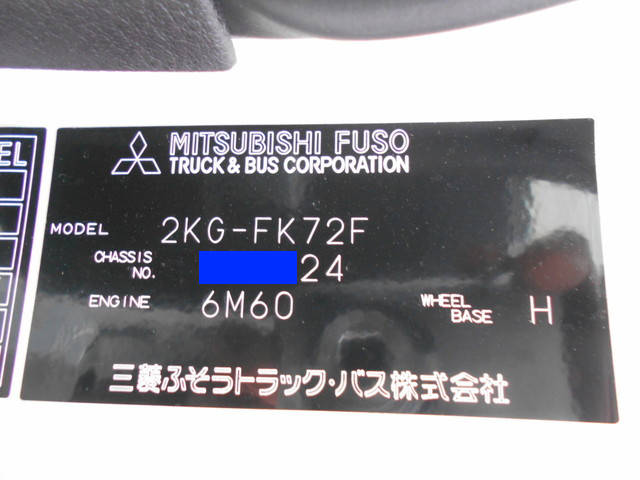 EL
MITSUBISHI FUSO
TRUCK & BUS CORPORATION
MODEL 2KG-FK72F
CHASSIS NO. 24
ENGINE 6M60 WHEEL BASE H
三菱ふそうトラック・バス株式会社